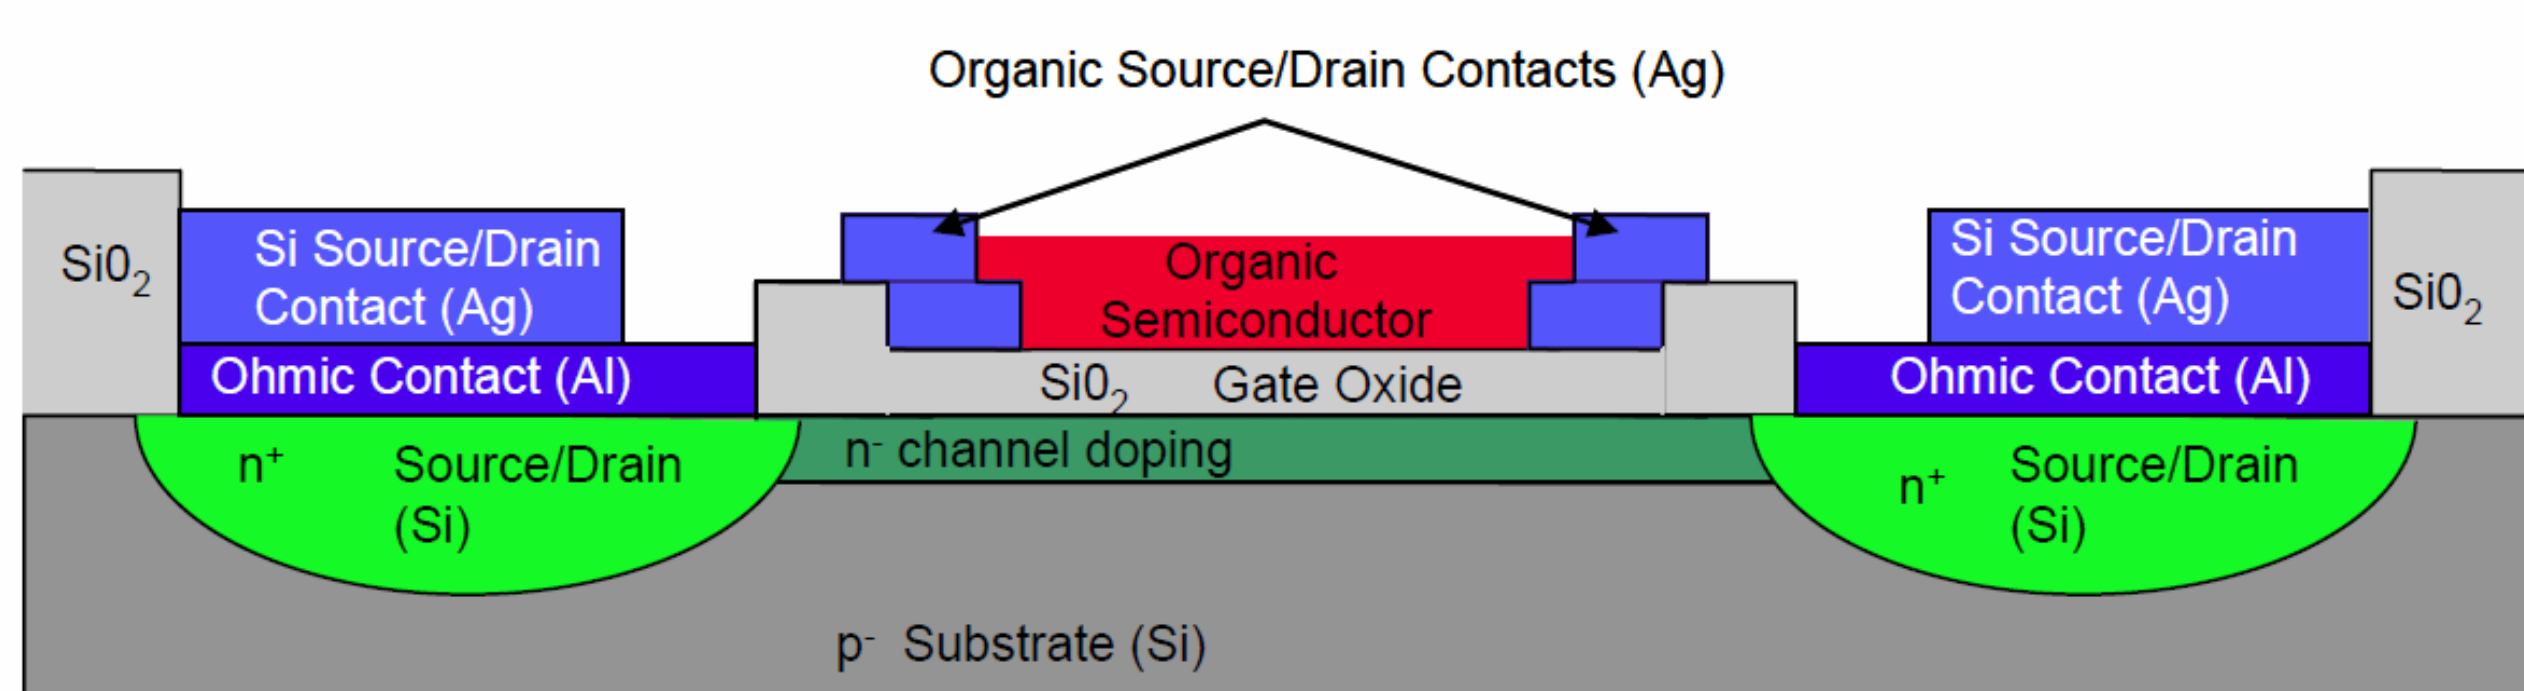 Organic Source/Drain Contacts (Ag)
Si0₂
Si Source/Drain
Contact (Ag)
Ohmic Contact (Al)
Organic
Semiconductor
Si0₂ Gate Oxide
Si Source/Drain
Contact (Ag)
Ohmic Contact (Al)
Si0₂
n⁺ Source/Drain
(Si)
n⁻ channel doping
n⁺ Source/Drain
(Si)
p⁻ Substrate (Si)